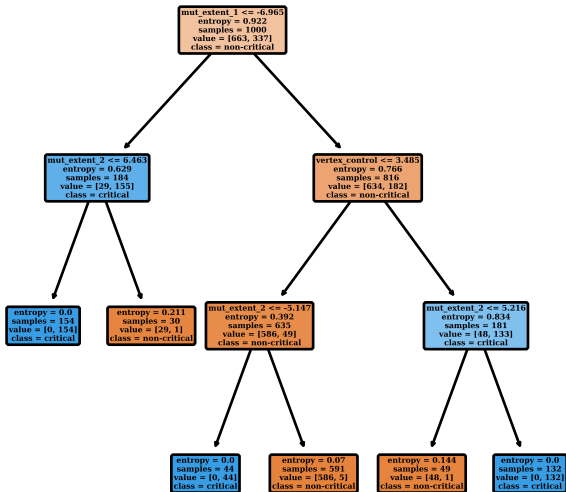 mut_extent_1 <= -6.965
entropy = 0.922
samples = 1000
value = [663, 337]
class = non-critical
mut_extent_2 <= 6.463
entropy = 0.629
samples = 184
value = [29, 155]
class = critical
vertex_control <= 3.485
entropy = 0.766
samples = 816
value = [634, 182]
class = non-critical
entropy = 0.0
samples = 154
value = [0, 154]
class = critical
entropy = 0.211
samples = 30
value = [29, 1]
class = non-critical
mut_extent_2 <= -5.147
entropy = 0.392
samples = 635
value = [586, 49]
class = non-critical
mut_extent_2 <= 5.216
entropy = 0.834
samples = 181
value = [48, 133]
class = critical
entropy = 0.0
samples = 44
value = [0, 44]
class = critical
entropy = 0.07
samples = 591
value = [586, 5]
class = non-critical
entropy = 0.144
samples = 49
value = [48, 1]
class = non-critical
entropy = 0.0
samples = 132
value = [0, 132]
class = critical